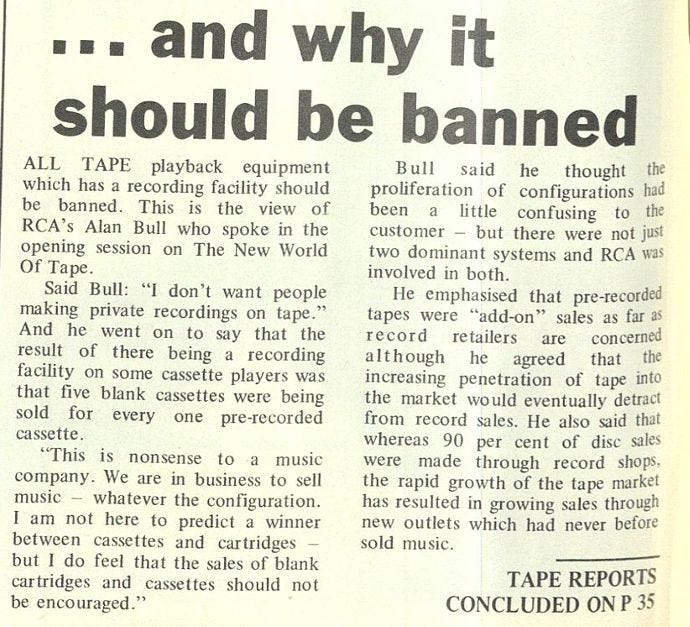 ... and why it
should be banned
ALL TAPE playback equipment
which has a recording facility should
be banned. This is the view of
RCA's Alan Bull who spoke in the
opening session on The New World
Of Tape.
Said Bull: “I don't want people
making private recordings on tape.”
And he went on to say that the
result of there being a recording
facility on some cassette players was
that five blank cassettes were being
sold for every one pre-recorded
cassette.
“This is nonsense to a music
company. We are in business to sell
music – whatever the configuration.
I am not here to predict a winner
between cassettes and cartridges –
but I do feel that the sales of blank
cartridges and cassettes should not
be encouraged.”
Bull said he thought the
proliferation of configurations had
been a little confusing to the
customer – but there were not just
two dominant systems and RCA was
involved in both.
He emphasised that pre-recorded
tapes were “add-on” sales as far as
record retailers are concerned
although he agreed that the
increasing penetration of tape into
the market would eventually detract
from record sales. He also said that
whereas 90 per cent of disc sales
were made through record shops,
the rapid growth of the tape market
has resulted in growing sales through
new outlets which had never before
sold music.
TAPE REPORTS
CONCLUDED ON P 35